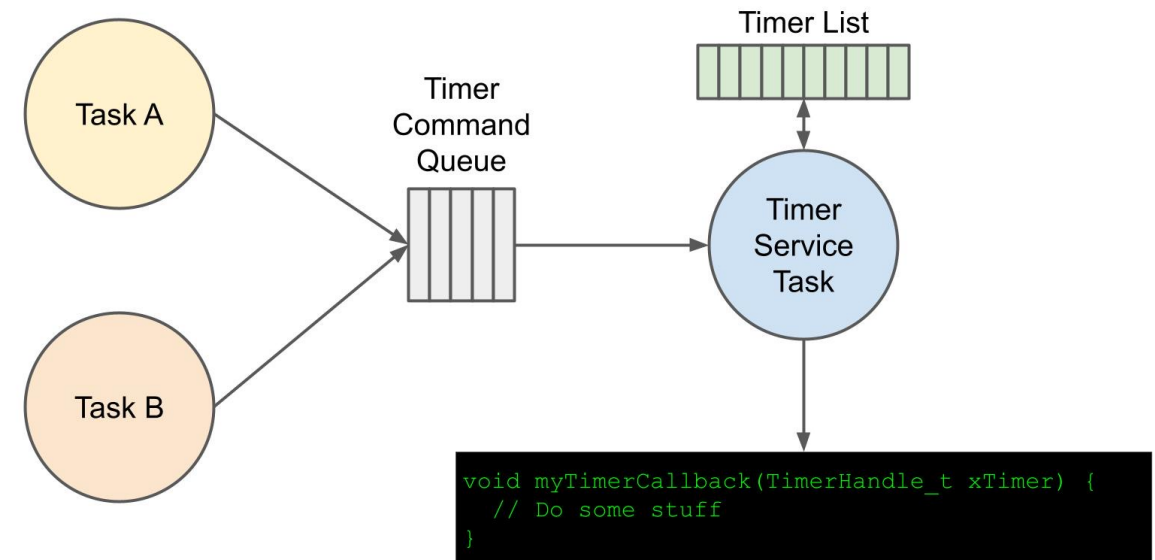 Timer List
Task A
Timer
Command
Queue
Timer
Service
Task
Task B
void myTimerCallback(TimerHandle_t xTimer) {
  // Do some stuff
}